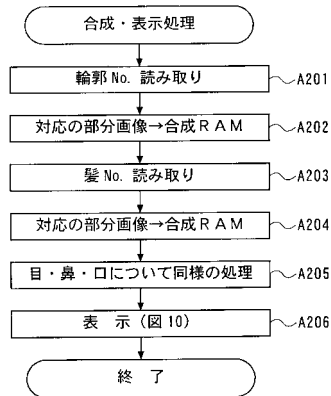 合成・表示処理
輪郭No. 読み取り A201
対応の部分画像→合成RAM A202
髪No. 読み取り A203
対応の部分画像→合成RAM A204
目・鼻・口について同様の処理 A205
表 示 (図10) A206
終 了